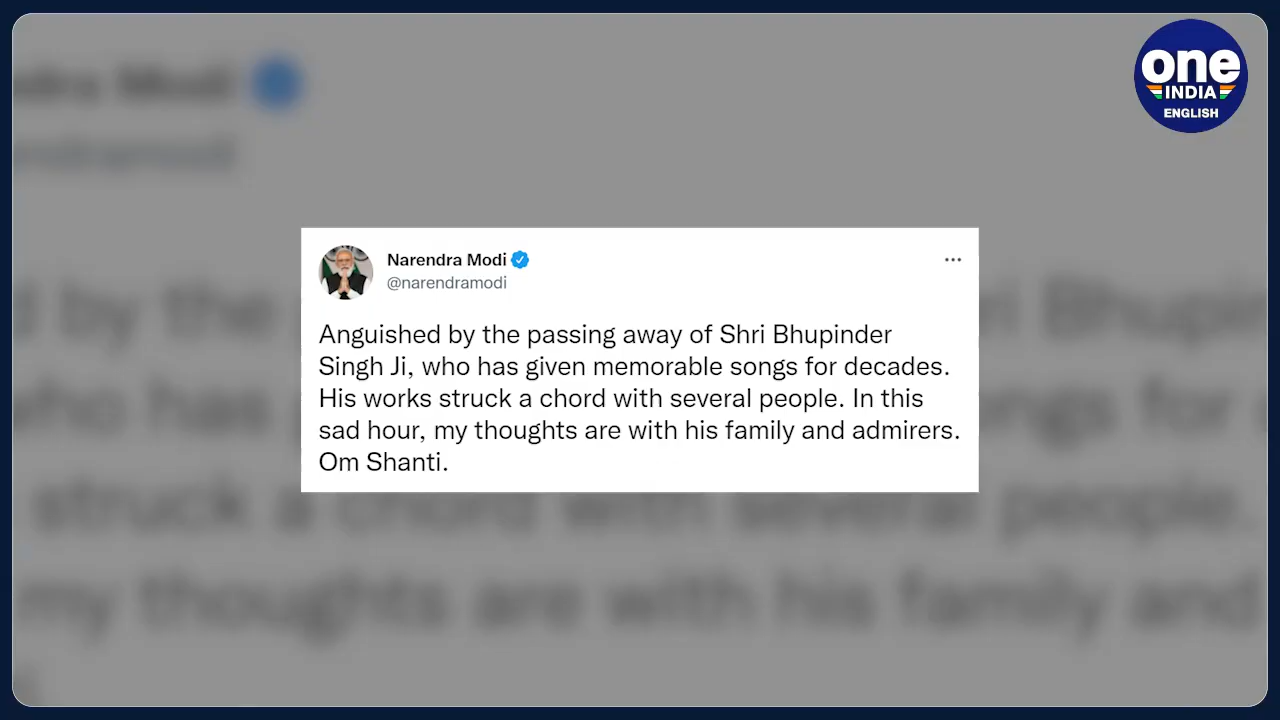 one
INDIA
ENGLISH
Narendra Modi
@narendramodi
Anguished by the passing away of Shri Bhupinder
Singh Ji, who has given memorable songs for decades.
His works struck a chord with several people. In this
sad hour, my thoughts are with his family and admirers.
Om Shanti.